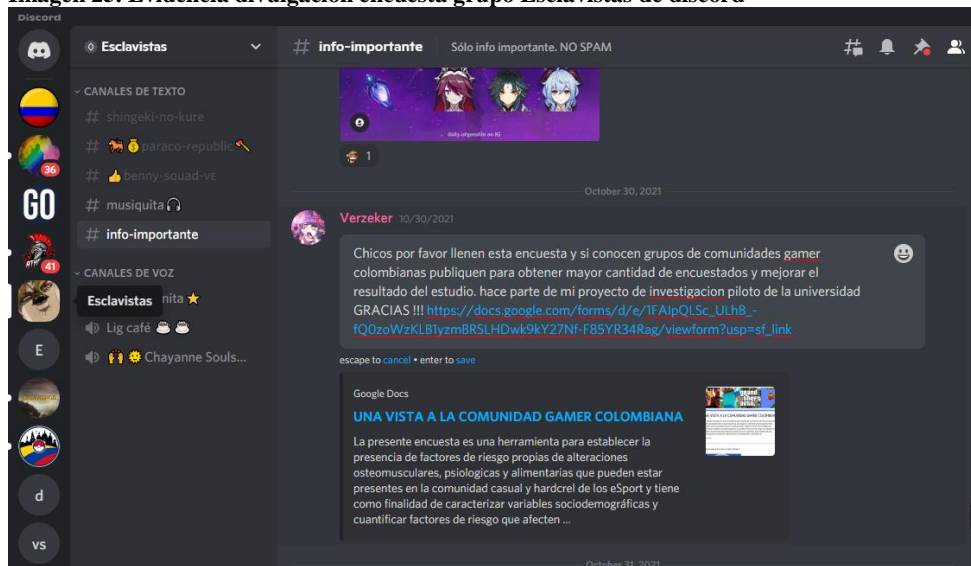 Imagen 23. Evidencia divulgación encuesta grupo Esclavistas de discord
Discord
Esclavistas
# info-importante
Sólo info importante. NO SPAM
CANALES DE TEXTO
# shingeki-no-kure
# paraco-republic
# benny-squad-VE
# musiquita
# info-importante
CANALES DE VOZ
Esclavistas
nita
Lig café
Chayanne Souls...
36
GO
41
E
d
vs
1
October 30, 2021
Verzeker 10/30/2021
Chicos por favor llenen esta encuesta y si conocen grupos de comunidades gamer
colombianas publiquen para obtener mayor cantidad de encuestados y mejorar el
resultado del estudio. hace parte de mi proyecto de investigacion piloto de la universidad
GRACIAS !!! https://docs.google.com/forms/d/e/1FAIpQLSc_ULhB_-
fQ0zoWzKLB1yzmBRSLHDwk9kY27Nf-F85YR34Rag/viewform?usp=sf_link
escape to cancel • enter to save
Google Docs
UNA VISTA A LA COMUNIDAD GAMER COLOMBIANA
La presente encuesta es una herramienta para establecer la
presencia de factores de riesgo propias de alteraciones
osteomusculares, psiologicas y alimentarias que pueden estar
presentes en la comunidad casual y hardcrel de los eSport y tiene
como finalidad de caracterizar variables sociodemográficas y
cuantificar factores de riesgo que afecten ...
October 31, 2021